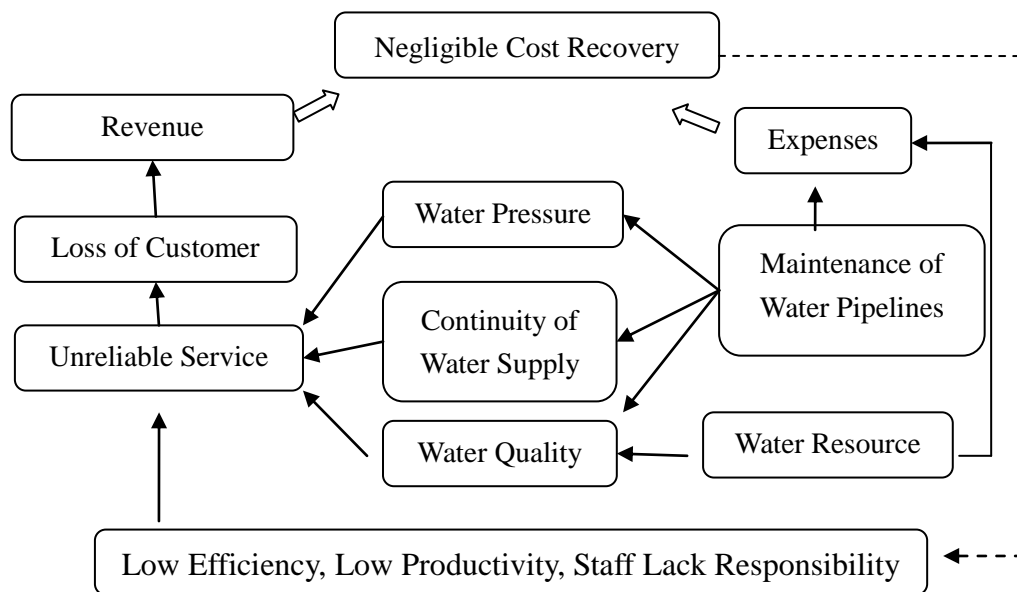 Negligible Cost Recovery
Revenue
Expenses
Water Pressure
Loss of Customer
Maintenance of
Water Pipelines
Continuity of
Water Supply
Unreliable Service
Water Quality
Water Resource
Low Efficiency, Low Productivity, Staff Lack Responsibility